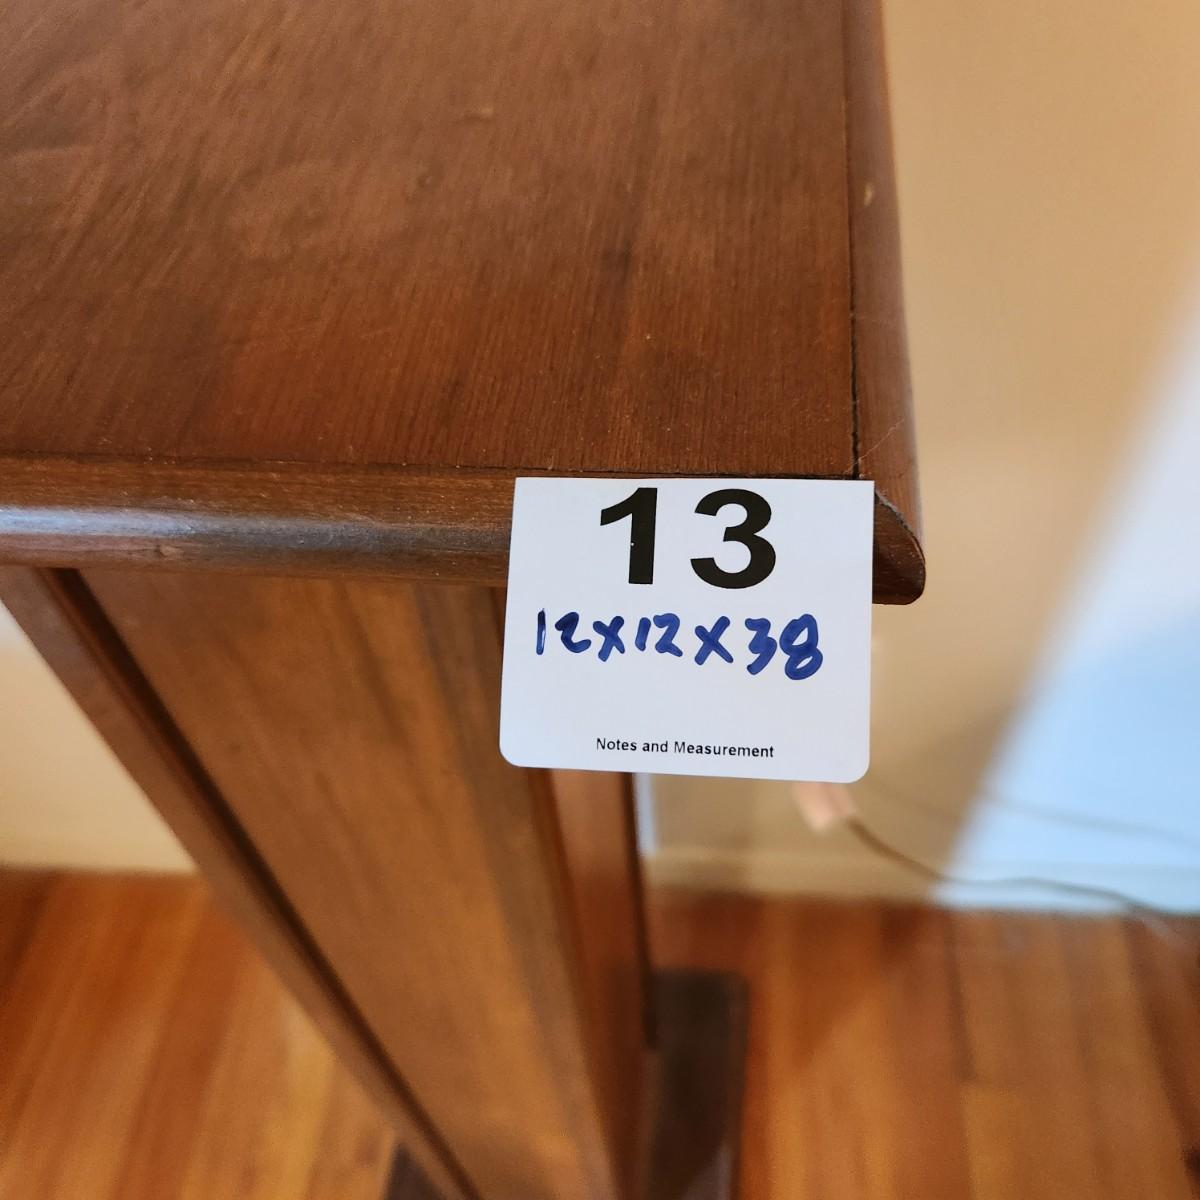 13
12x12x38
Notes and Measurement